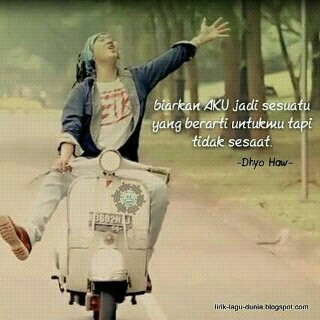 biarkan AKU jadi sesuatu
yang berarti untukmu tapi
tidak sesaat.
-Dhyo Haw-
lirik-lagu-dunia.blogspot.com